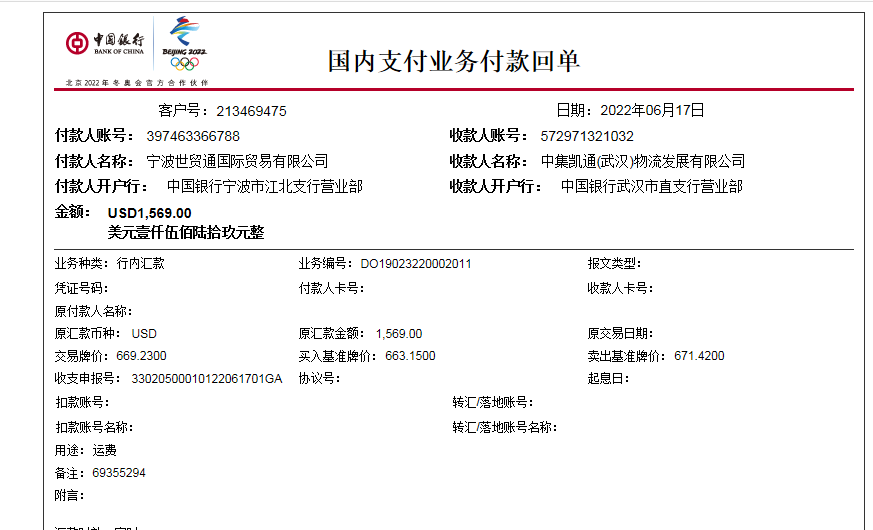 中国银行
BANK OF CHINA
BEIJING 2022
北京2022年冬奥会官方合作伙伴
国内支付业务付款回单
客户号：213469475 日期：2022年06月17日
付款人账号：397463366788 收款人账号：572971321032
付款人名称：宁波世贸通国际贸易有限公司 收款人名称：中集凯通(武汉)物流发展有限公司
付款人开户行：中国银行宁波市江北支行营业部 收款人开户行：中国银行武汉市直支行营业部
金额：USD1,569.00
美元壹仟伍佰陆拾玖元整
业务种类：行内汇款 业务编号：DO19023220002011 报文类型：
凭证号码： 付款人卡号： 收款人卡号：
原付款人名称：
原汇款币种：USD 原汇款金额：1,569.00 原交易日期：
交易牌价：669.2300 买入基准牌价：663.1500 卖出基准牌价：671.4200
收支申报号：33020500010122061701GA 协议号： 起息日：
扣款账号： 转汇/落地账号：
扣款账号名称： 转汇/落地账号名称：
用途：运费
备注：69355294
附言：